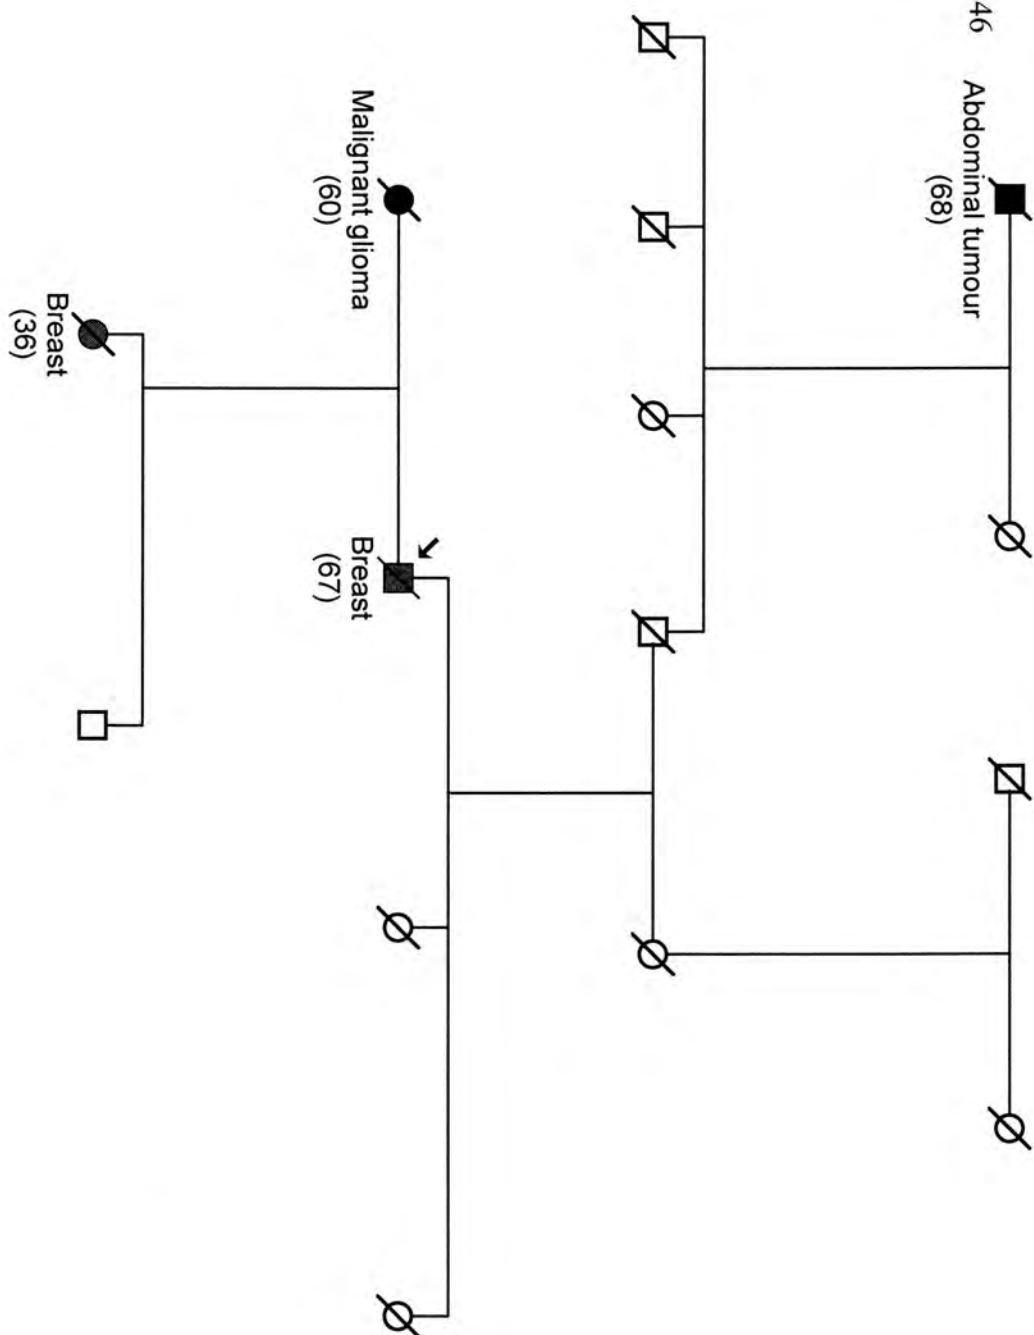 46
Abdominal tumour
(68)
Malignant glioma
(60)
Breast
(67)
Breast
(36)